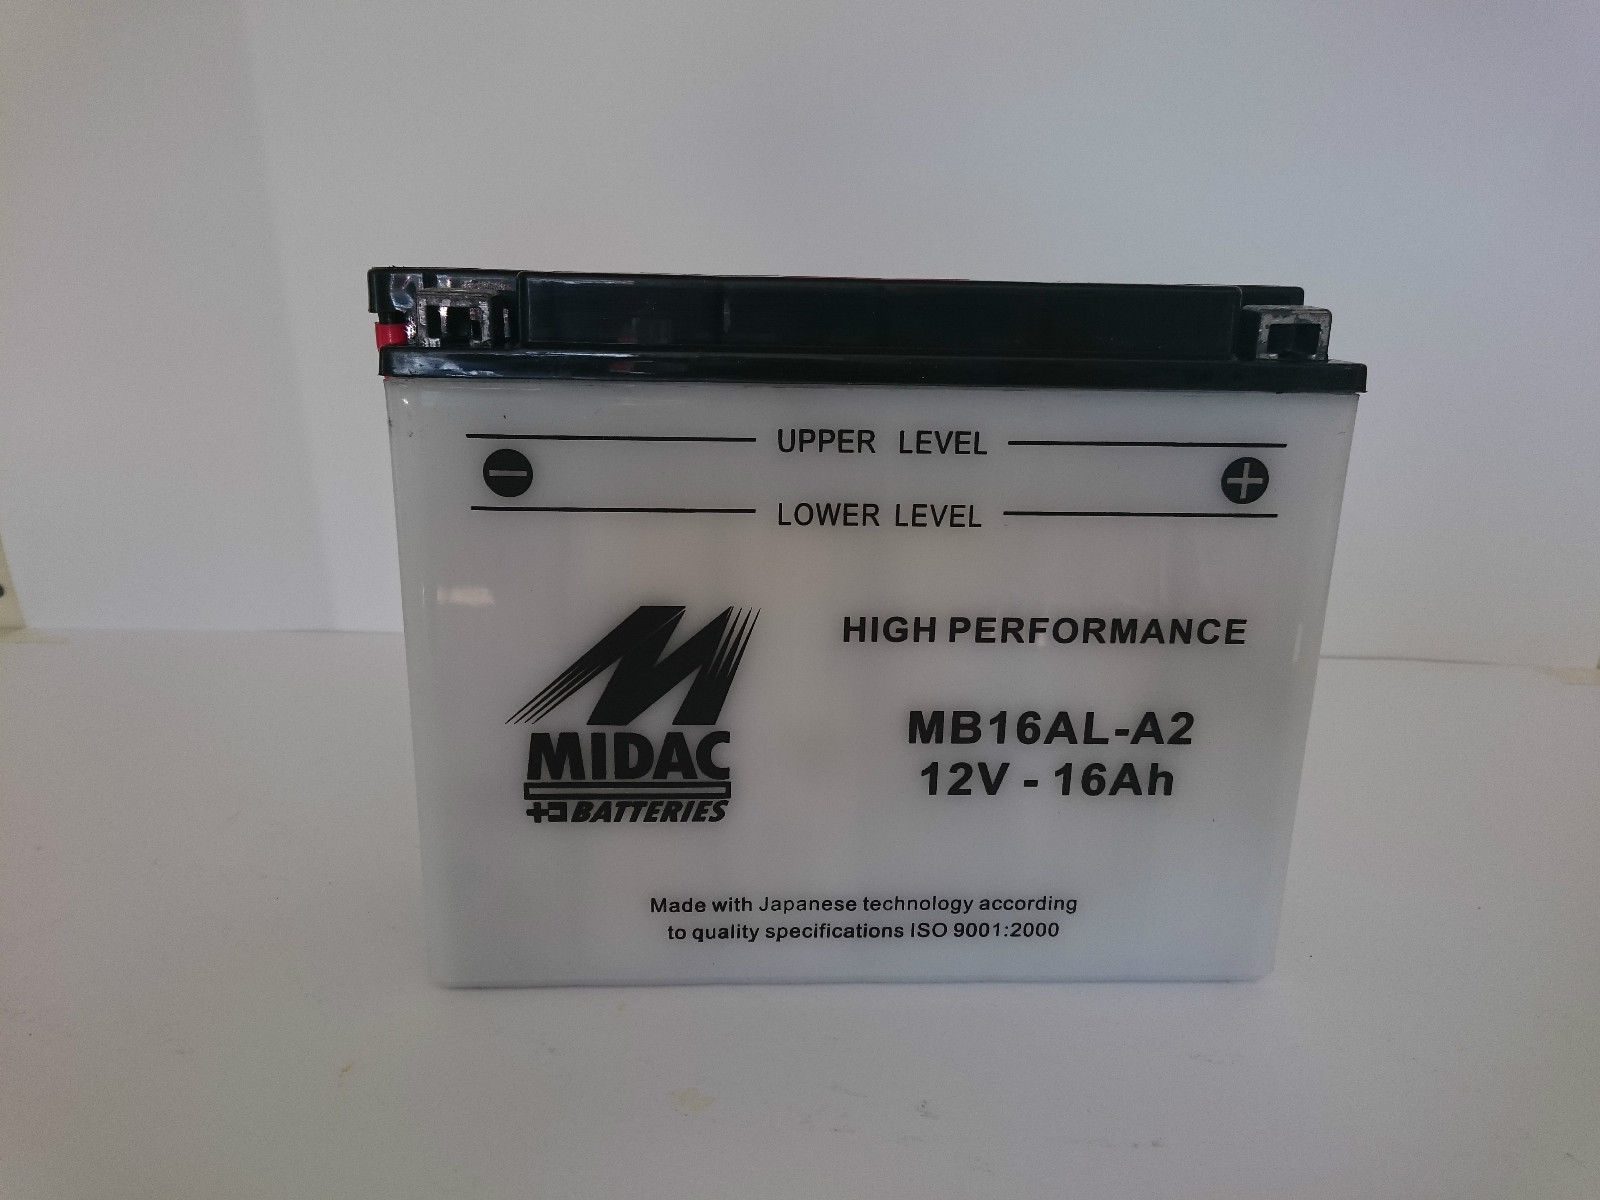 UPPER LEVEL
LOWER LEVEL
MIDAC
BATTERIES
HIGH PERFORMANCE
MB16AL-A2
12V - 16Ah
Made with Japanese technology according
to quality specifications ISO 9001:2000